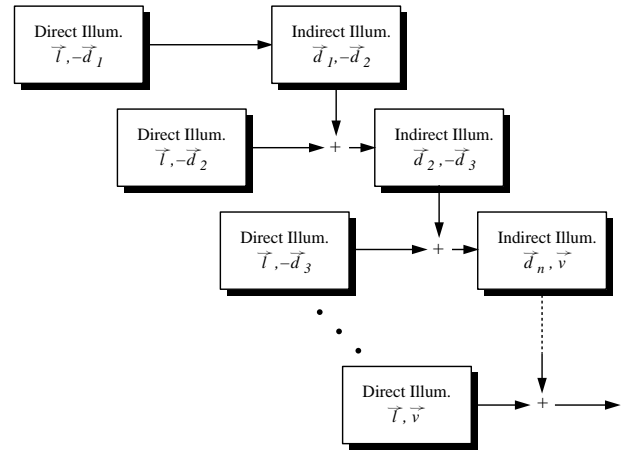 Direct Illum.
l⃗,–d⃗₁
Indirect Illum.
d⃗₁,–d⃗₂
Direct Illum.
l⃗,–d⃗₂
+
Indirect Illum.
d⃗₂,–d⃗₃
Direct Illum.
l⃗,–d⃗₃
+
Indirect Illum.
d⃗ₙ,v⃗
Direct Illum.
l⃗,v⃗
+